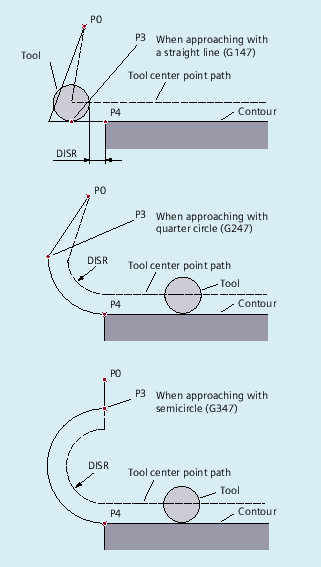 P0
P3 When approaching with
a straight line (G147)
Tool
Tool center point path
P4
Contour
DISR
P0
P3 When approaching with
quarter circle (G247)
DISR
Tool center point path
Tool
P4
Contour
P0
P3 When approaching with
semicircle (G347)
DISR
Tool center point path
Tool
P4
Contour